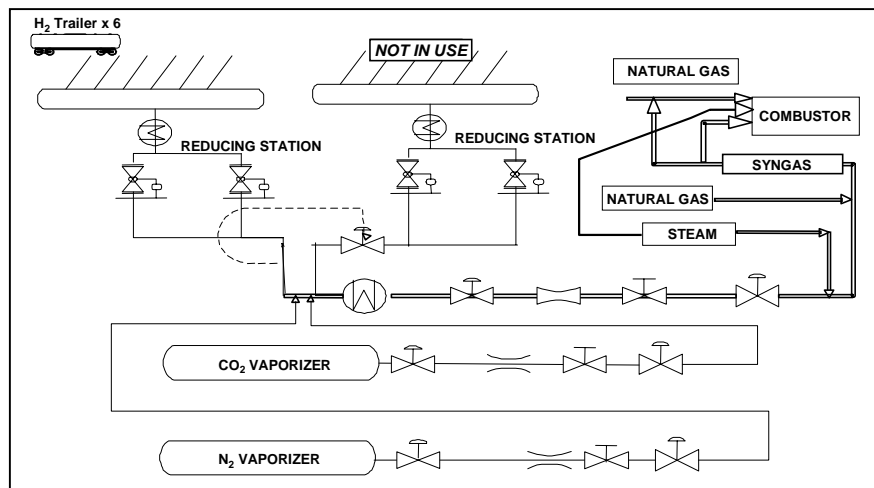 H2 Trailer x 6
NOT IN USE
NATURAL GAS
COMBUSTOR
REDUCING STATION
REDUCING STATION
SYNGAS
NATURAL GAS
STEAM
CO2 VAPORIZER
N2 VAPORIZER